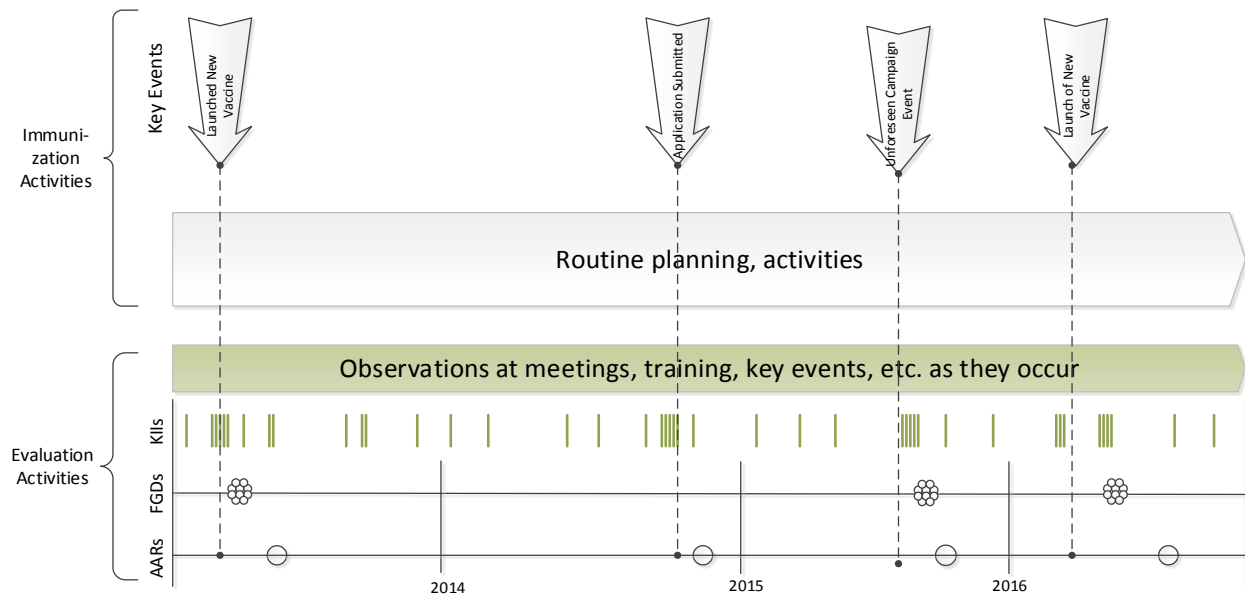 Key Events
Launched New
Vaccine
Application Submitted
Unforeseen Campaign
Event
Launch of New
Vaccine
Immuni-
zation
Activities
Routine planning, activities
Observations at meetings, training, key events, etc. as they occur
Evaluation
Activities
KIIs
FGDs
AARs
2014
2015
2016